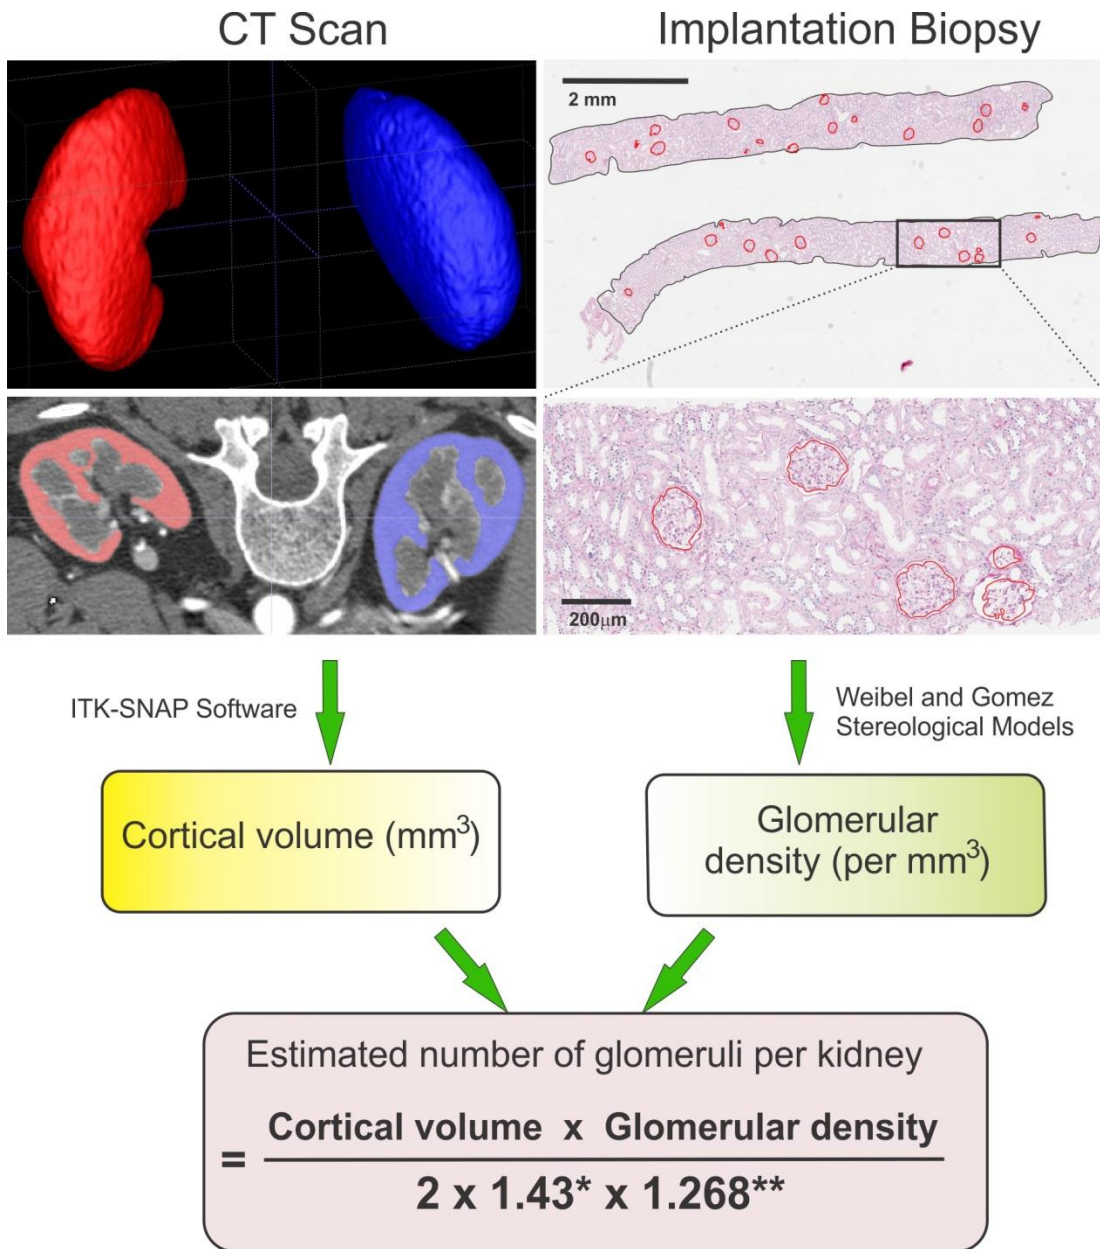 CT Scan
Implantation Biopsy
2 mm
200μm
ITK-SNAP Software
Weibel and Gomez
Stereological Models
Cortical volume (mm³)
Glomerular
density (per mm³)
Estimated number of glomeruli per kidney
= Cortical volume x Glomerular density
2 x 1.43* x 1.268**